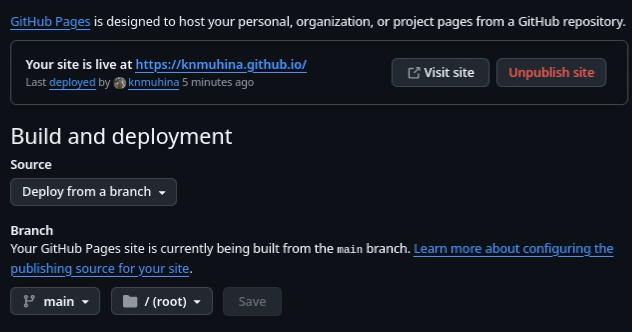 GitHub Pages is designed to host your personal, organization, or project pages from a GitHub repository.
Your site is live at https://knmuhina.github.io/
Last deployed by knmuhina 5 minutes ago
Visit site
Unpublish site
Build and deployment
Source
Deploy from a branch
Branch
Your GitHub Pages site is currently being built from the main branch. Learn more about configuring the
publishing source for your site.
main
/ (root)
Save